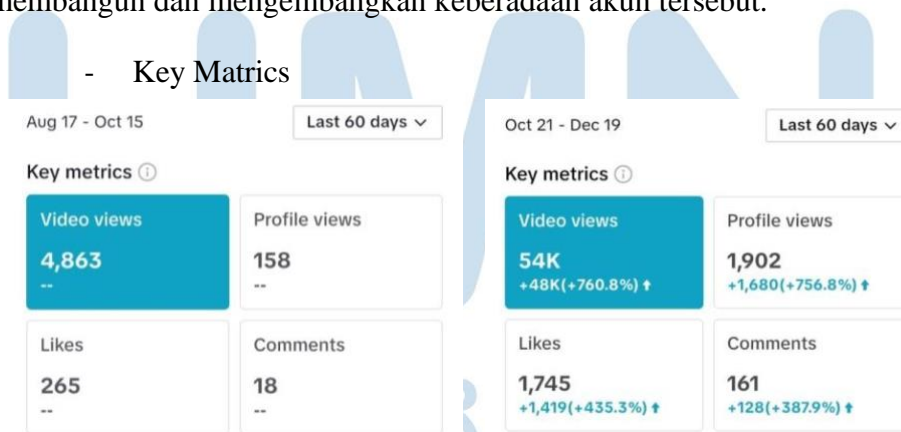 membangun dan mengembangkan keberadaan akun tersebut.
- Key Matrics
Aug 17 - Oct 15
Last 60 days
Key metrics
Video views
4,863
--
Profile views
158
--
Likes
265
--
Comments
18
--
Oct 21 - Dec 19
Last 60 days
Key metrics
Video views
54K
+48K(+760.8%)
Profile views
1,902
+1,680(+756.8%)
Likes
1,745
+1,419(+435.3%)
Comments
161
+128(+387.9%)